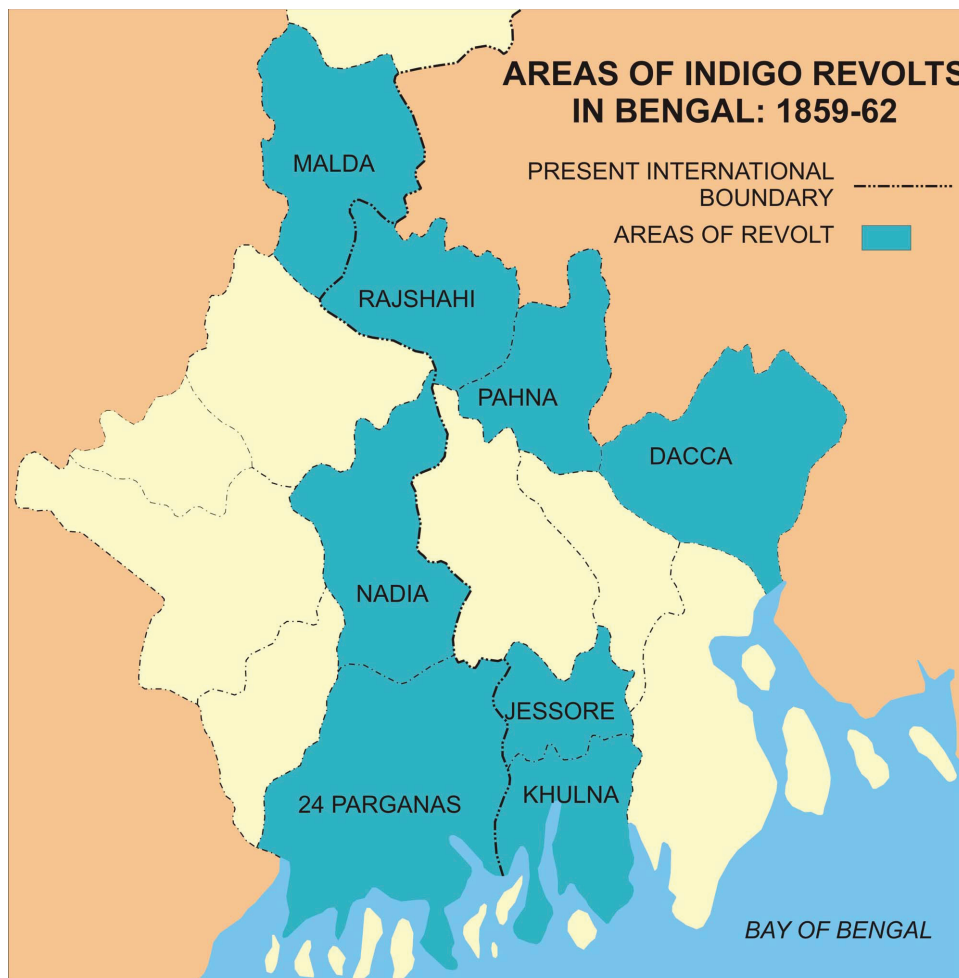 AREAS OF INDIGO REVOLTS
IN BENGAL: 1859-62
PRESENT INTERNATIONAL
BOUNDARY
AREAS OF REVOLT
MALDA
RAJSHAHI
PAHNA
DACCA
NADIA
JESSORE
24 PARGANAS
KHULNA
BAY OF BENGAL